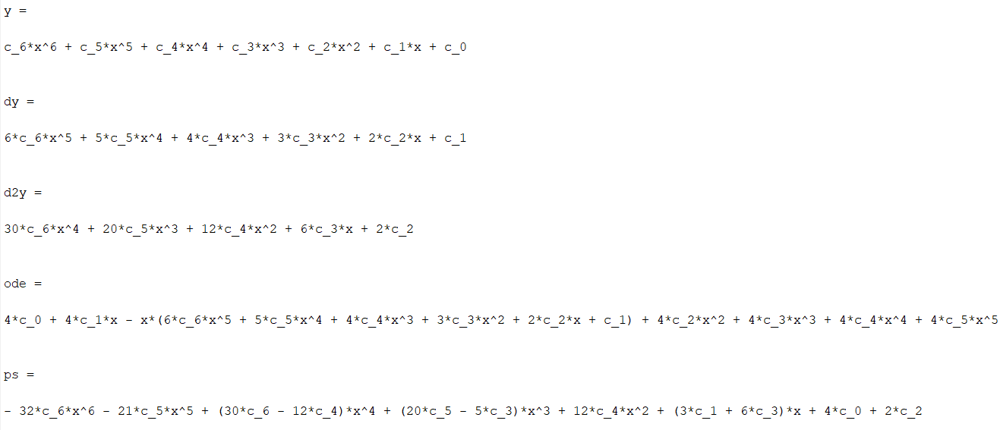 y =
c_6*x^6 + c_5*x^5 + c_4*x^4 + c_3*x^3 + c_2*x^2 + c_1*x + c_0
dy =
6*c_6*x^5 + 5*c_5*x^4 + 4*c_4*x^3 + 3*c_3*x^2 + 2*c_2*x + c_1
d2y =
30*c_6*x^4 + 20*c_5*x^3 + 12*c_4*x^2 + 6*c_3*x + 2*c_2
ode =
4*c_0 + 4*c_1*x - x*(6*c_6*x^5 + 5*c_5*x^4 + 4*c_4*x^3 + 3*c_3*x^2 + 2*c_2*x + c_1) + 4*c_2*x^2 + 4*c_3*x^3 + 4*c_4*x^4 + 4*c_5*x^5
ps =
- 32*c_6*x^6 - 21*c_5*x^5 + (30*c_6 - 12*c_4)*x^4 + (20*c_5 - 5*c_3)*x^3 + 12*c_4*x^2 + (3*c_1 + 6*c_3)*x + 4*c_0 + 2*c_2